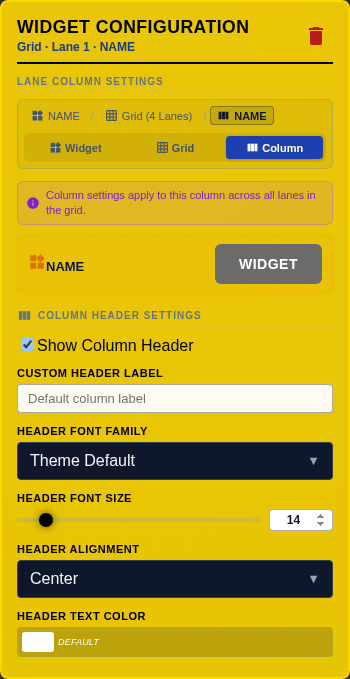 WIDGET CONFIGURATION
Grid · Lane 1 · NAME
LANE COLUMN SETTINGS
NAME / Grid (4 Lanes) / NAME
Widget Grid Column
Column settings apply to this column across all lanes in
the grid.
NAME WIDGET
COLUMN HEADER SETTINGS
Show Column Header
CUSTOM HEADER LABEL
Default column label
HEADER FONT FAMILY
Theme Default
HEADER FONT SIZE
14
HEADER ALIGNMENT
Center
HEADER TEXT COLOR
DEFAULT